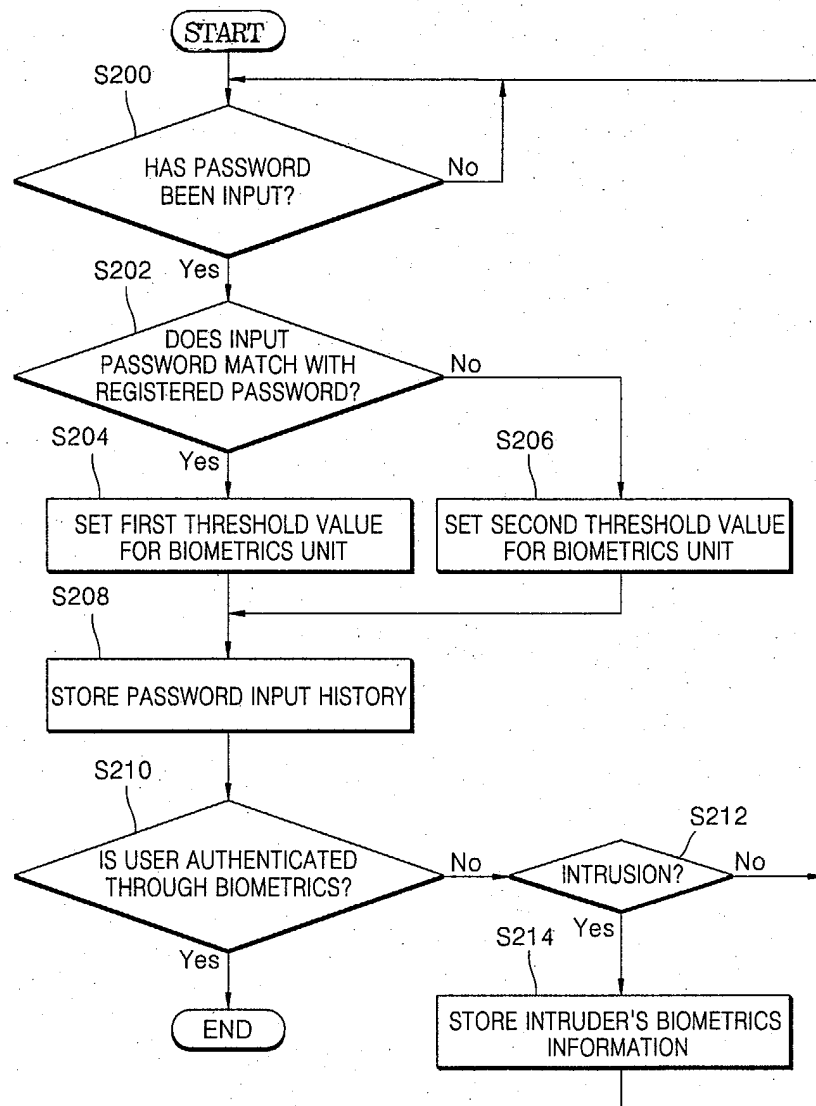 START
S200
HAS PASSWORD
BEEN INPUT?
No
Yes
S202
DOES INPUT
PASSWORD MATCH WITH
REGISTERED PASSWORD?
No
Yes
S204
SET FIRST THRESHOLD VALUE
FOR BIOMETRICS UNIT
S206
SET SECOND THRESHOLD VALUE
FOR BIOMETRICS UNIT
S208
STORE PASSWORD INPUT HISTORY
S210
IS USER AUTHENTICATED
THROUGH BIOMETRICS?
No
Yes
S212
INTRUSION?
No
Yes
END
S214
STORE INTRUDER'S BIOMETRICS
INFORMATION